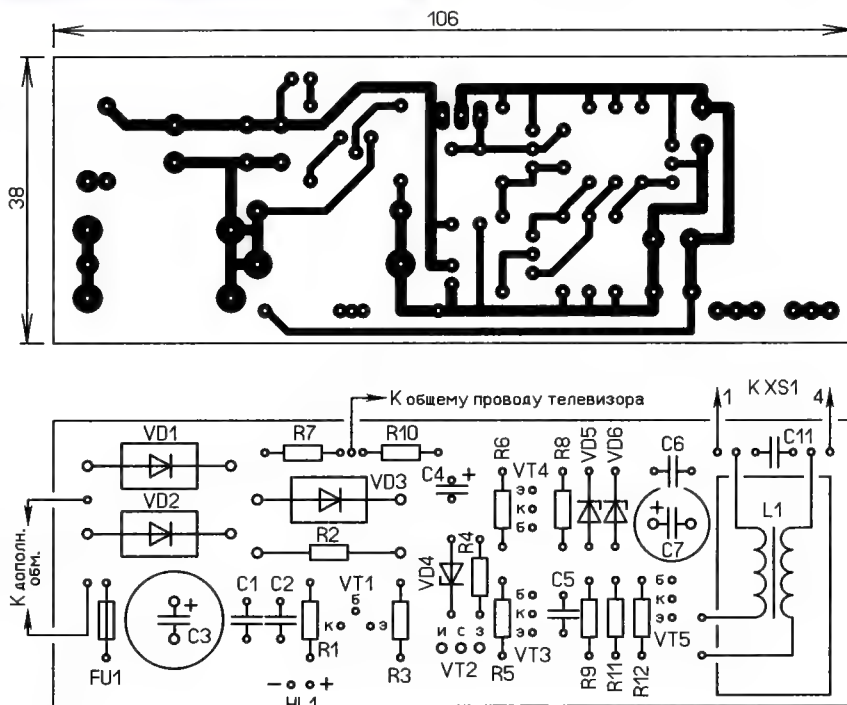 106
38
К общему проводу телевизора
К XS1
1
4
VD1
R7
R10
R6
R8
VD5
VD6
C6
C11
C4
+
VT4
э
к
б
VD2
VD3
+
C7
L1
К дополн.
обм.
R2
VD4
R4
C3
+
C1
C2
VT1
б
к
э
C5
б
к
э
б
к
э
и
с
з
FU1
R1
R3
VT2
R5
VT3
R9
R11
R12
VT5
–
+
HL1